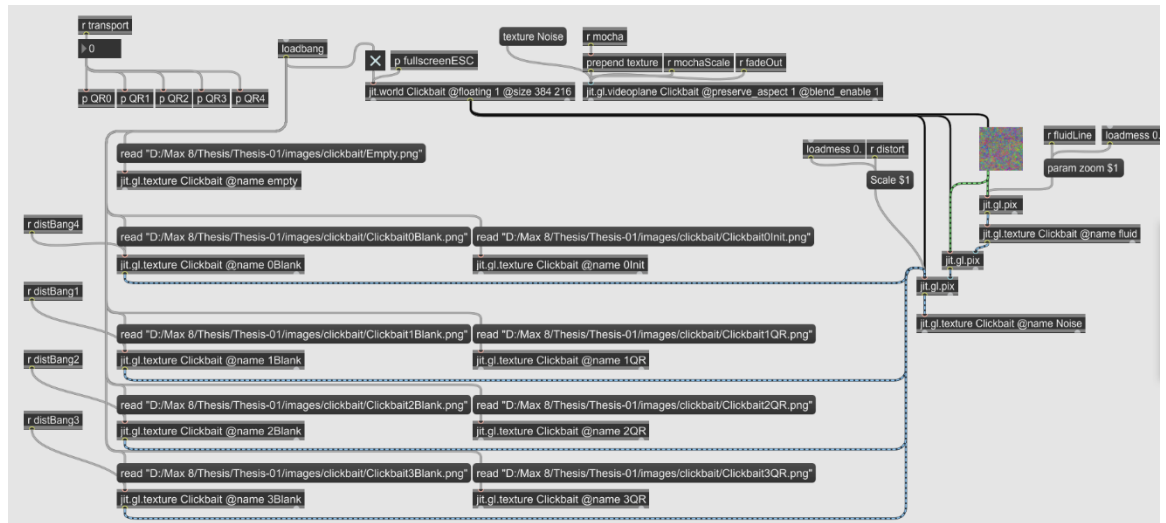 r transport
0
p QR0 p QR1 p QR2 p QR3 p QR4
loadbang
p fullscreenESC
jit.world Clickbait @floating 1 @size 384 216
texture Noise
r mocha
prepend texture r mochaScale r fadeOut
jit.gl.videoplane Clickbait @preserve_aspect 1 @blend_enable 1
read "D:/Max 8/Thesis/Thesis-01/images/clickbait/Empty.png"
jit.gl.texture Clickbait @name empty
loadmess 0. r distort
Scale $1
r fluidLine loadmess 0.
param zoom $1
jit.gl.pix
jit.gl.texture Clickbait @name fluid
jit.gl.pix
jit.gl.pix
jit.gl.texture Clickbait @name Noise
r distBang4
read "D:/Max 8/Thesis/Thesis-01/images/clickbait/Clickbait0Blank.png" read "D:/Max 8/Thesis/Thesis-01/images/clickbait/Clickbait0Init.png"
jit.gl.texture Clickbait @name 0Blank jit.gl.texture Clickbait @name 0Init
r distBang1
read "D:/Max 8/Thesis/Thesis-01/images/clickbait/Clickbait1Blank.png" read "D:/Max 8/Thesis/Thesis-01/images/clickbait/Clickbait1QR.png"
jit.gl.texture Clickbait @name 1Blank jit.gl.texture Clickbait @name 1QR
r distBang2
read "D:/Max 8/Thesis/Thesis-01/images/clickbait/Clickbait2Blank.png" read "D:/Max 8/Thesis/Thesis-01/images/clickbait/Clickbait2QR.png"
jit.gl.texture Clickbait @name 2Blank jit.gl.texture Clickbait @name 2QR
r distBang3
read "D:/Max 8/Thesis/Thesis-01/images/clickbait/Clickbait3Blank.png" read "D:/Max 8/Thesis/Thesis-01/images/clickbait/Clickbait3QR.png"
jit.gl.texture Clickbait @name 3Blank jit.gl.texture Clickbait @name 3QR